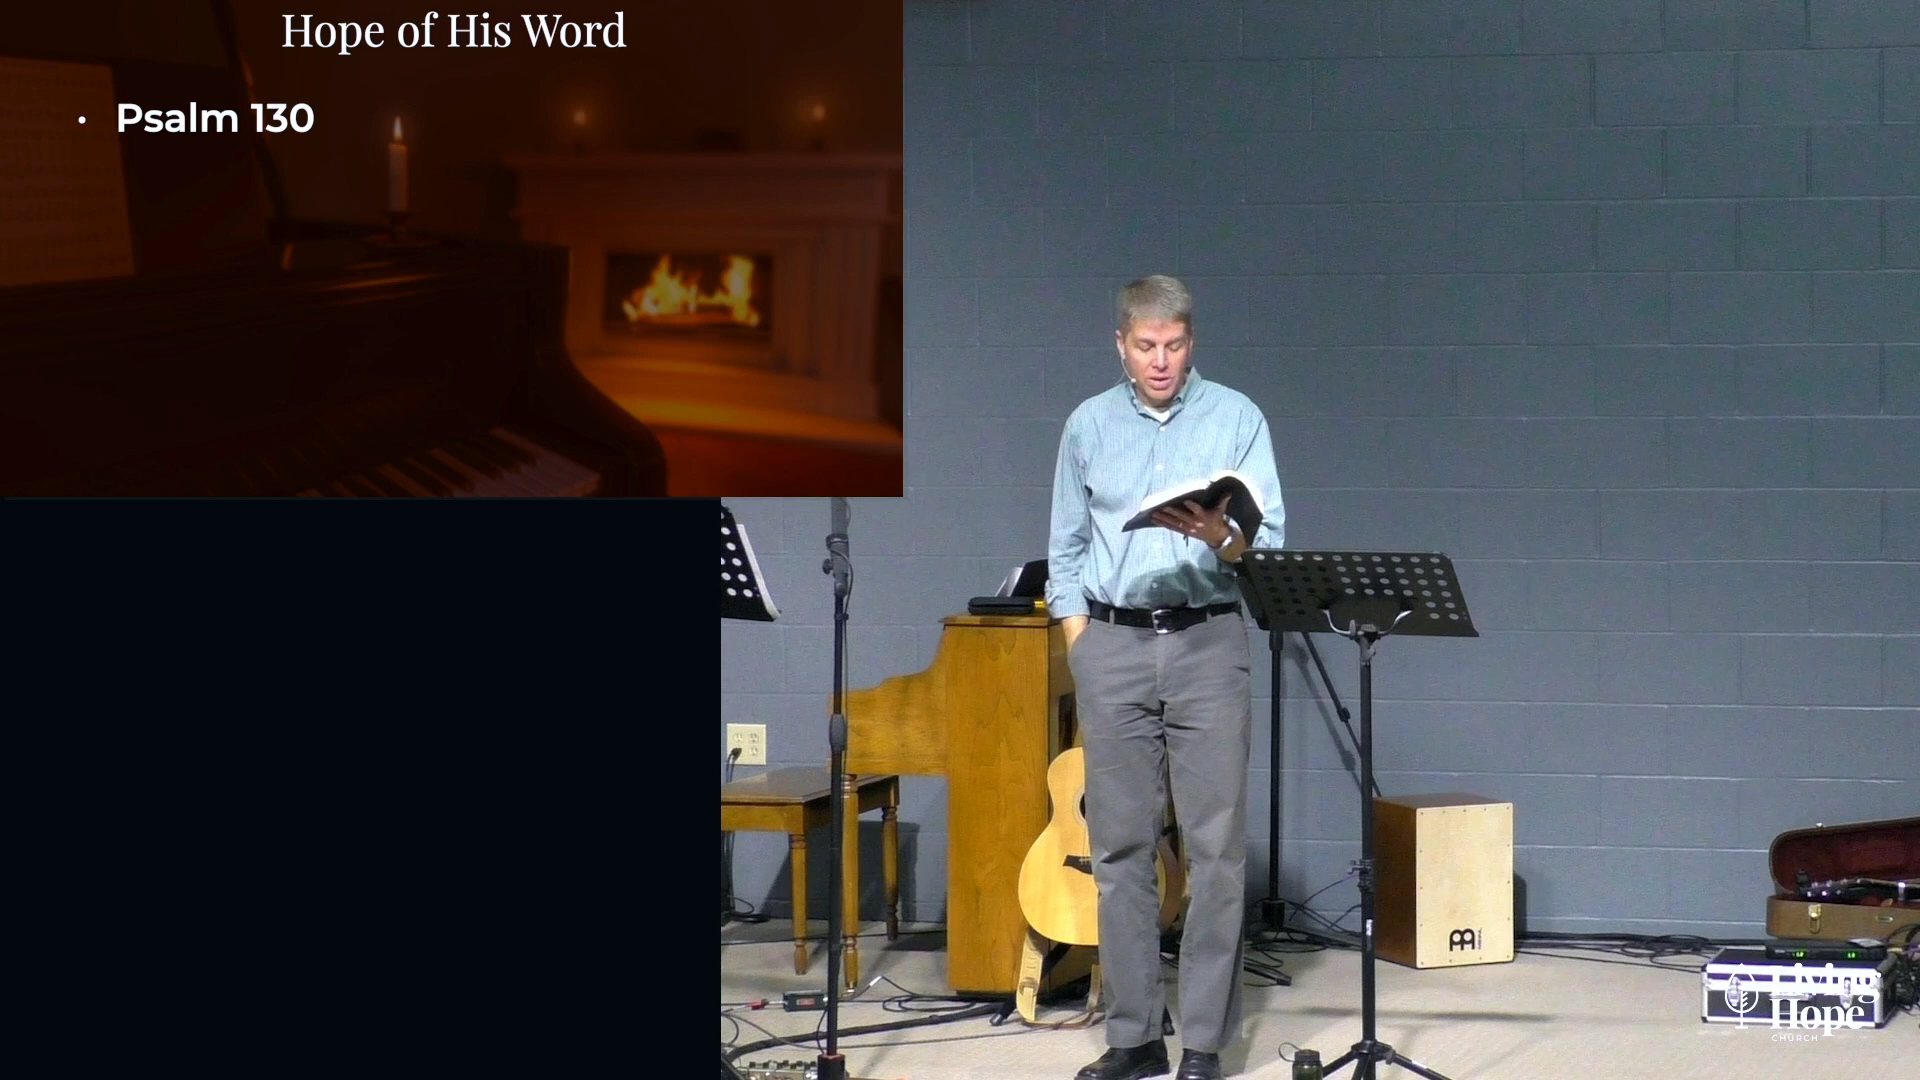 Hope of His Word
• Psalm 130
Living
Hope
CHURCH